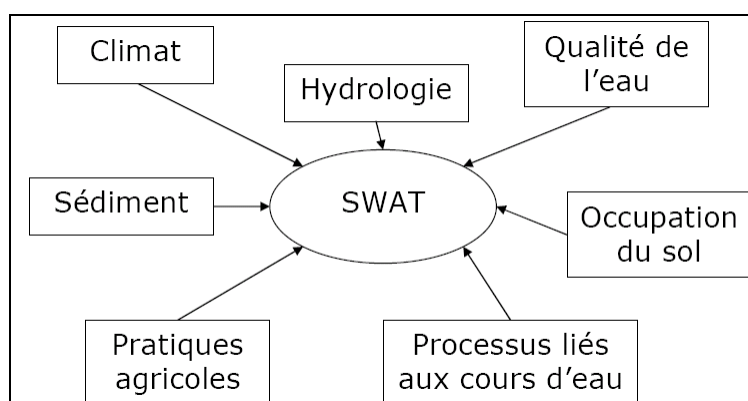 Climat
Qualité de
l'eau
Hydrologie
Sédiment
SWAT
Occupation
du sol
Pratiques
agricoles
Processus liés
aux cours d'eau